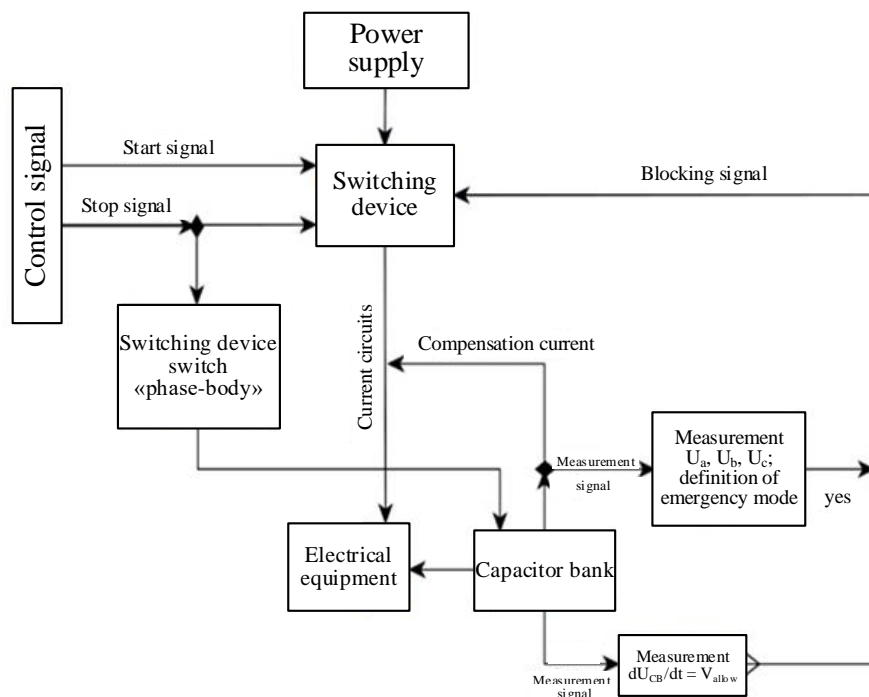 Power
supply
Control signal
Start signal
Stop signal
Switching
device
Blocking signal
Switching device
switch
«phase-body»
Current circuits
Compensation current
Measurement
signal
Measurement
Ua, Ub, Uc;
definition of
emergency mode
yes
Electrical
equipment
Capacitor bank
Measurement
signal
Measurement
dUCB/dt = Vallow